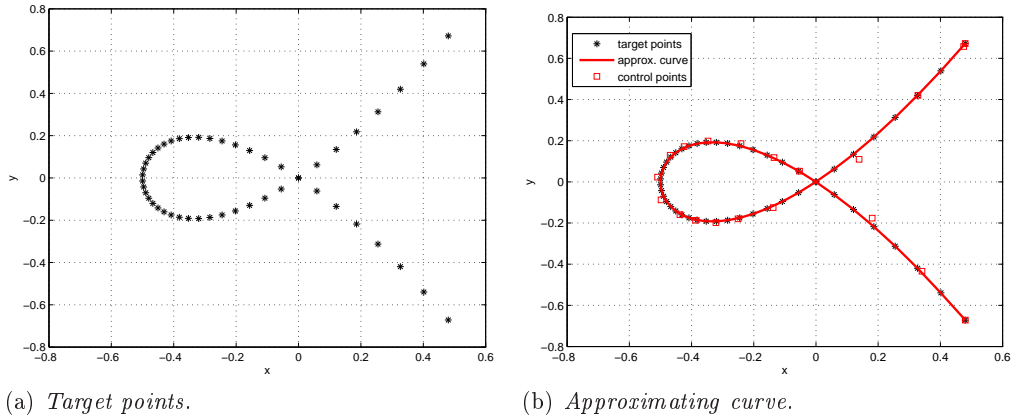 0.8
0.6
0.4
0.2
0
−0.2
−0.4
−0.6
−0.8
y
−0.8 −0.6 −0.4 −0.2 0 0.2 0.4 0.6
x
(a) Target points.
0.8
0.6
0.4
0.2
0
−0.2
−0.4
−0.6
−0.8
y
target points
approx. curve
control points
−0.8 −0.6 −0.4 −0.2 0 0.2 0.4 0.6
x
(b) Approximating curve.